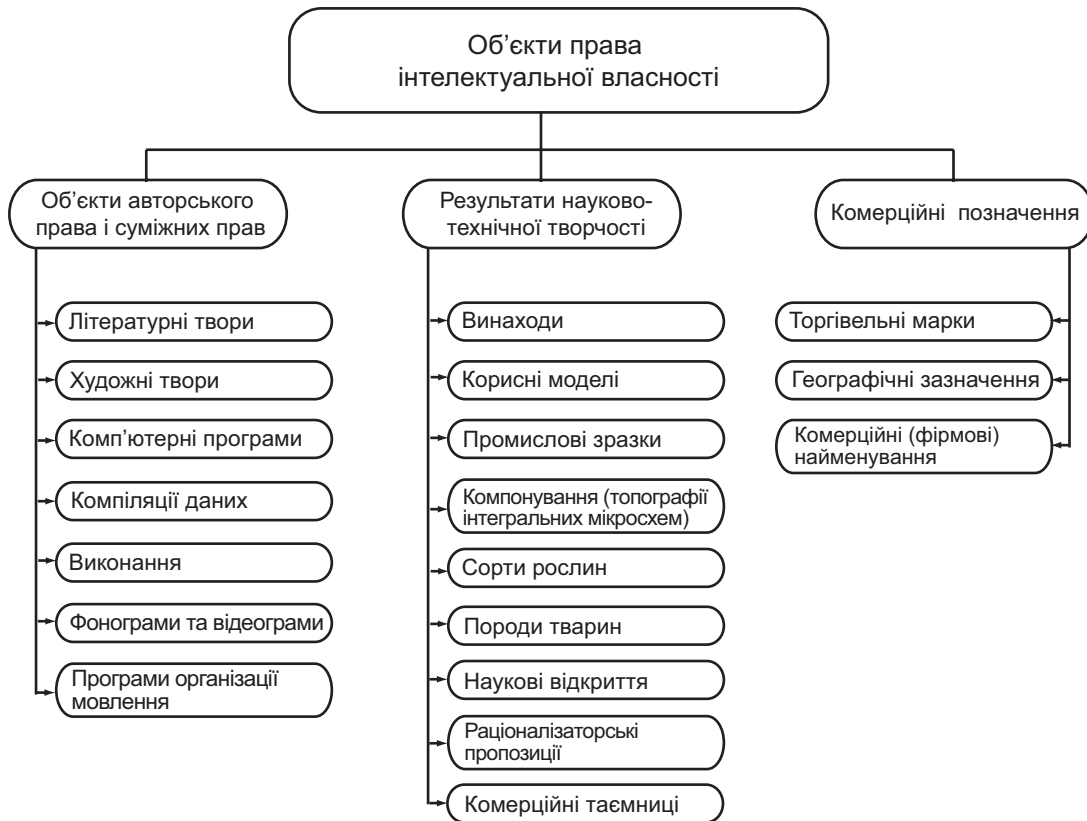 Об’єкти права
інтелектуальної власності
Об’єкти авторського
права і суміжних прав
Літературні твори
Художні твори
Комп’ютерні програми
Компіляції даних
Виконання
Фонограми та відеограми
Програми організації
мовлення
Результати науково-
технічної творчості
Винаходи
Корисні моделі
Промислові зразки
Компонування (топографії
інтегральних мікросхем)
Сорти рослин
Породи тварин
Наукові відкриття
Раціоналізаторські
пропозиції
Комерційні таємниці
Комерційні позначення
Торгівельні марки
Географічні зазначення
Комерційні (фірмові)
найменування